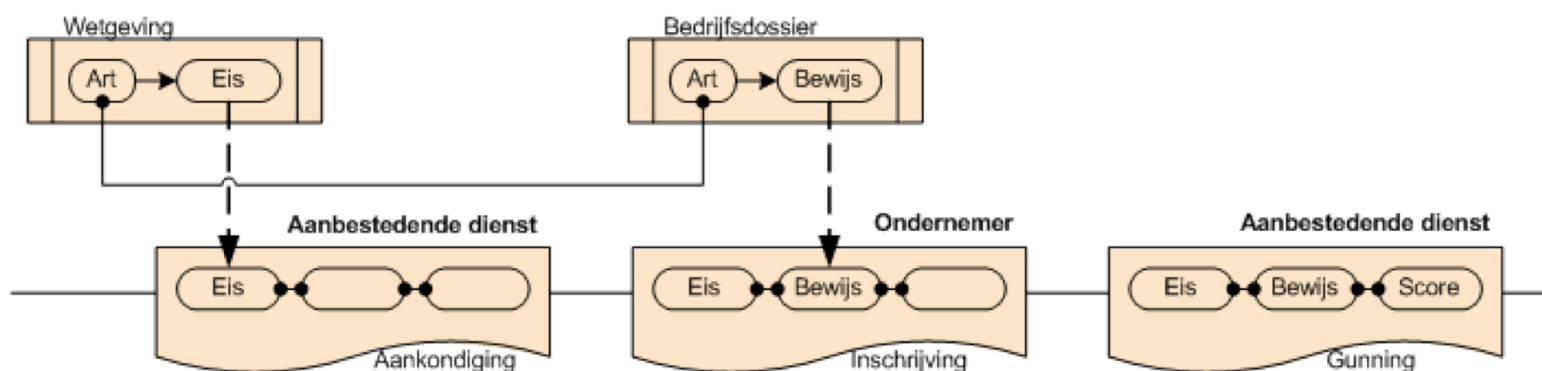 Wetgeving
Bedrijfsdossier
Art Eis
Art Bewijs
Aanbestedende dienst
Ondernemer
Aanbestedende dienst
Eis
Eis Bewijs
Eis Bewijs Score
Aankondiging
Inschrijving
Gunning